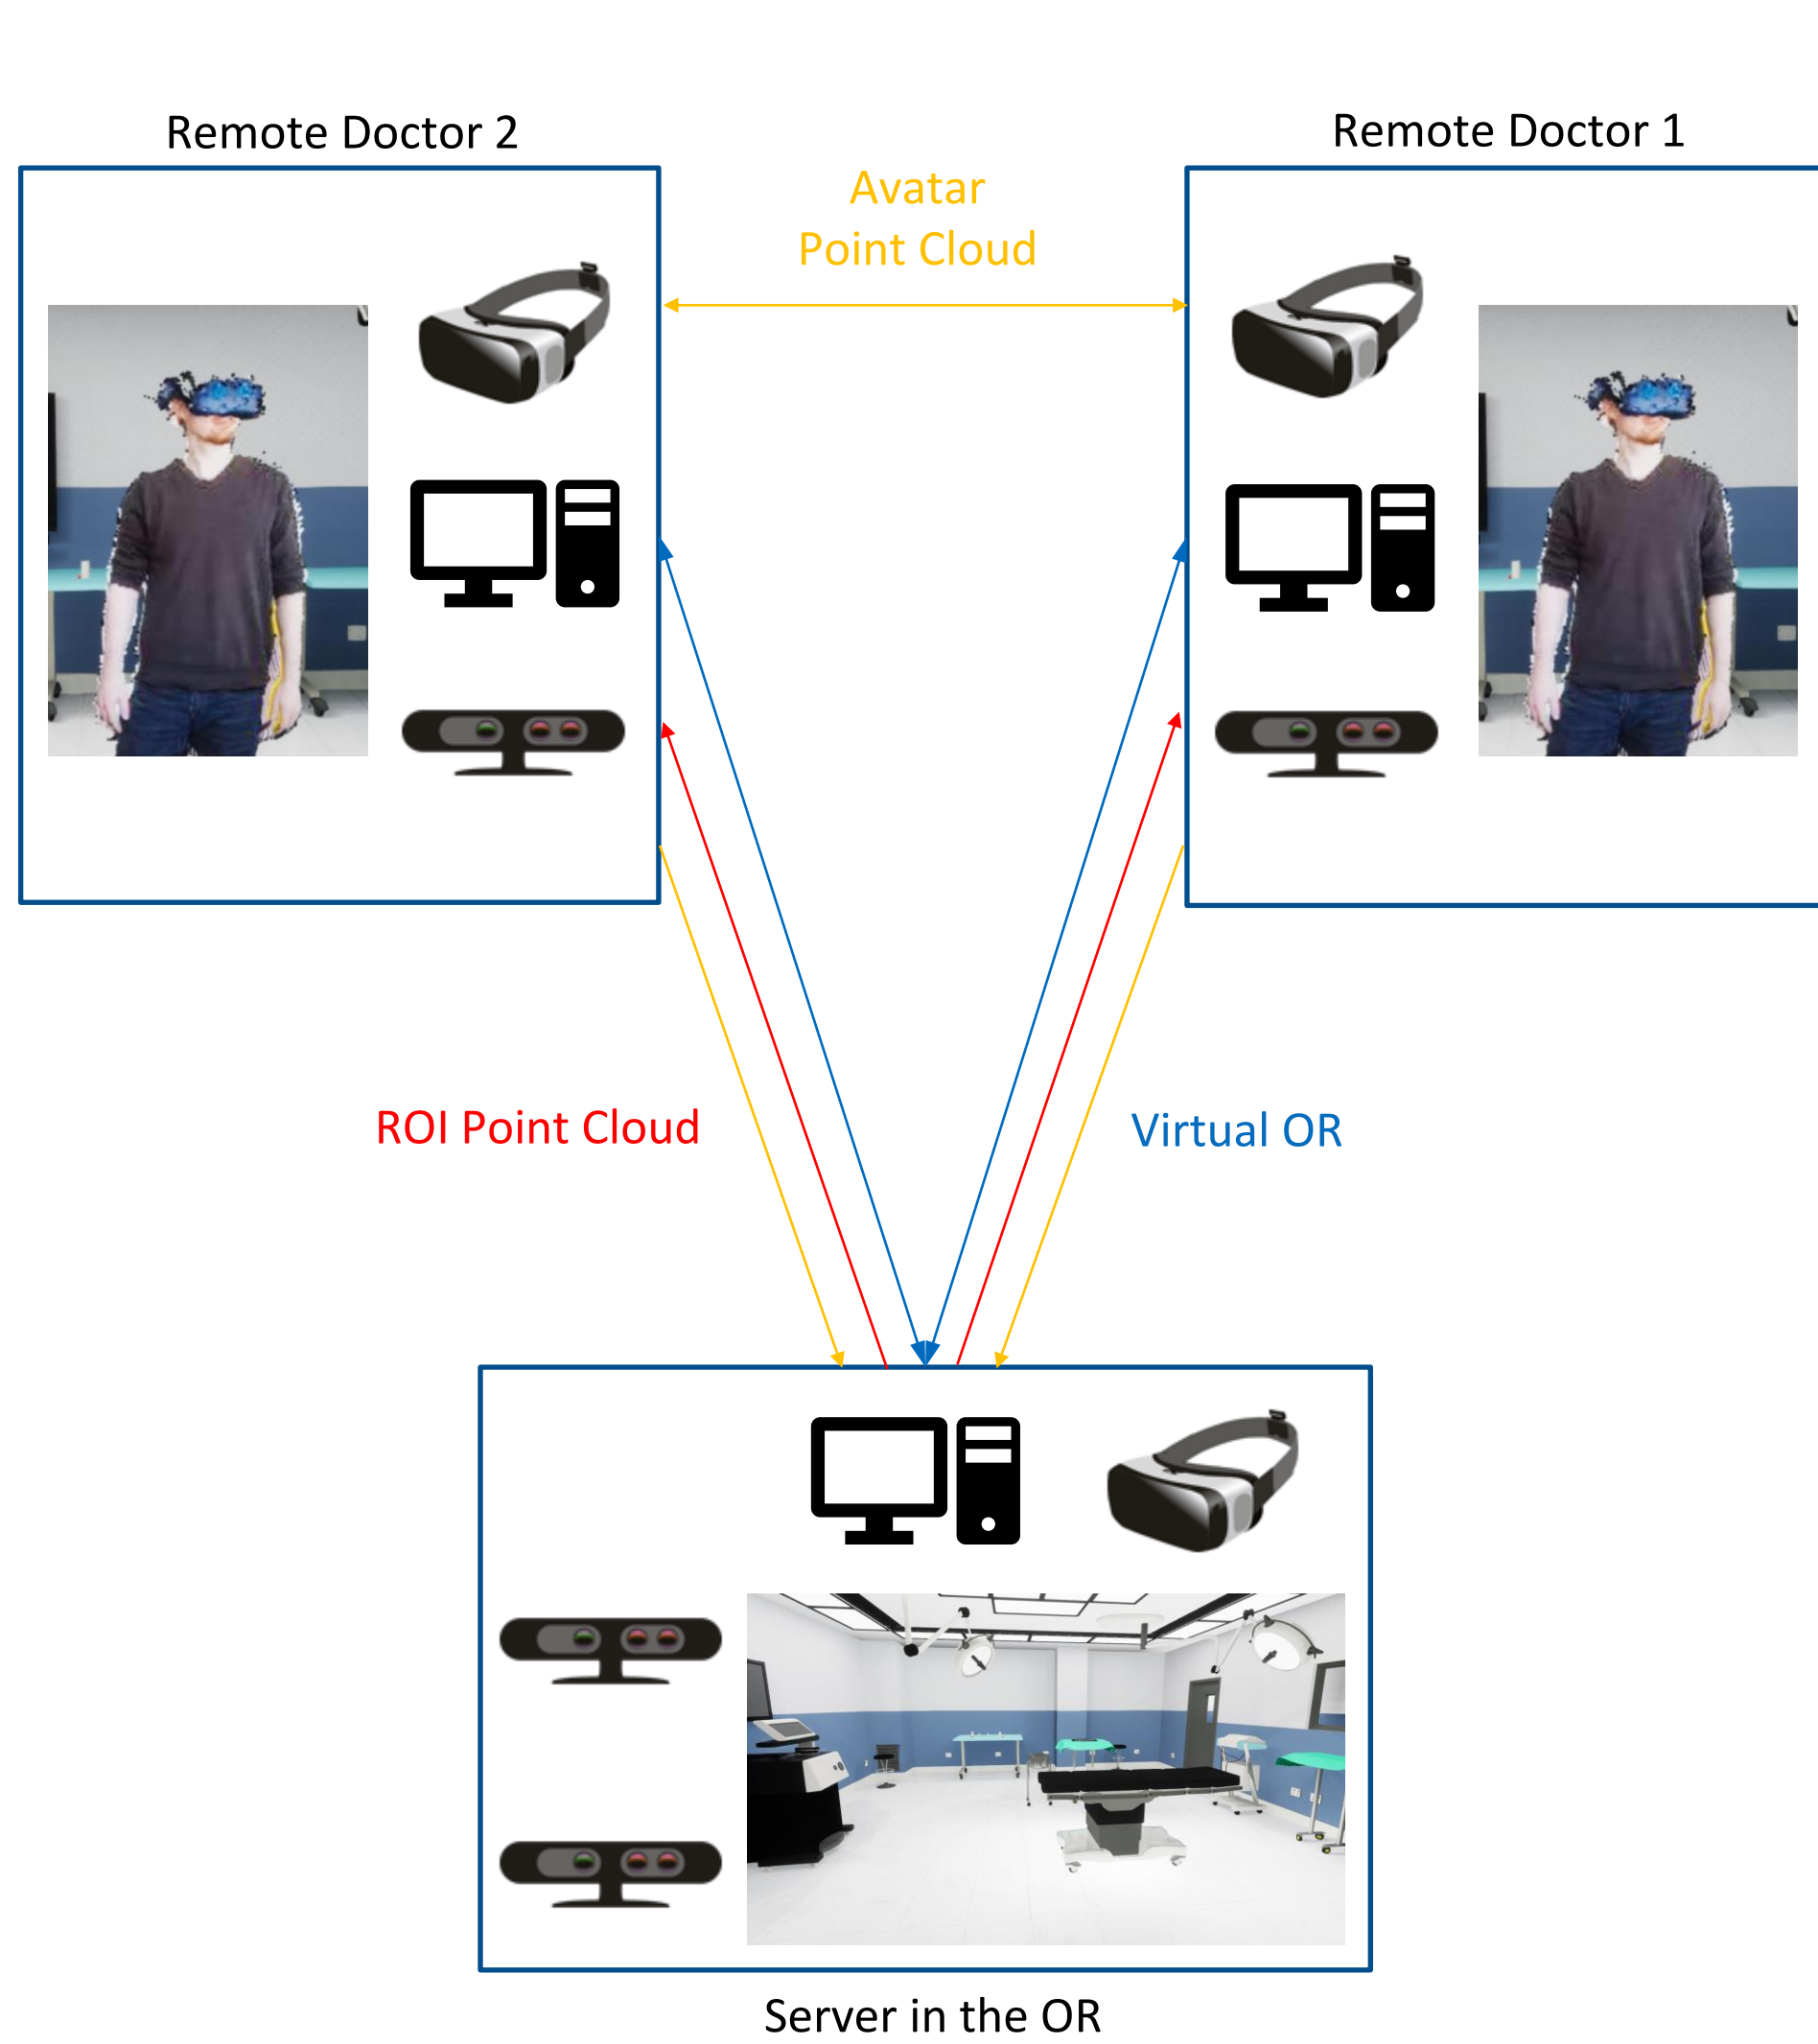 Remote Doctor 2
Remote Doctor 1
Avatar
Point Cloud
ROI Point Cloud
Virtual OR
Server in the OR